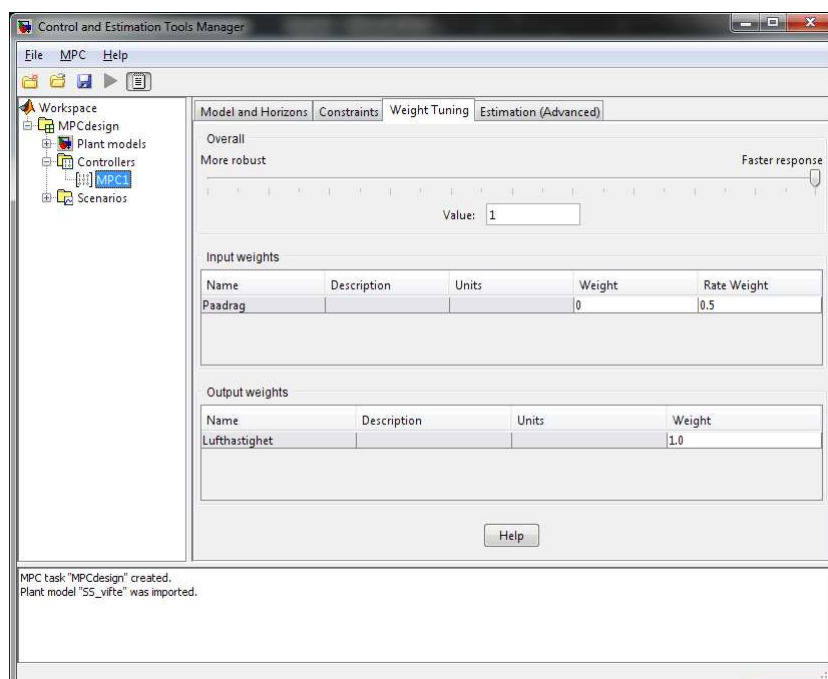 Control and Estimation Tools Manager
File MPC Help
Workspace
MPCdesign
Plant models
Controllers
MPC1
Scenarios
Model and Horizons Constraints Weight Tuning Estimation (Advanced)
Overall
More robust Faster response
Value: 1
Input weights
Name Description Units Weight Rate Weight
Paadrag 0 0.5
Output weights
Name Description Units Weight
Lufthastighet 1.0
Help
MPC task "MPCdesign" created.
Plant model "SS_vifte" was imported.